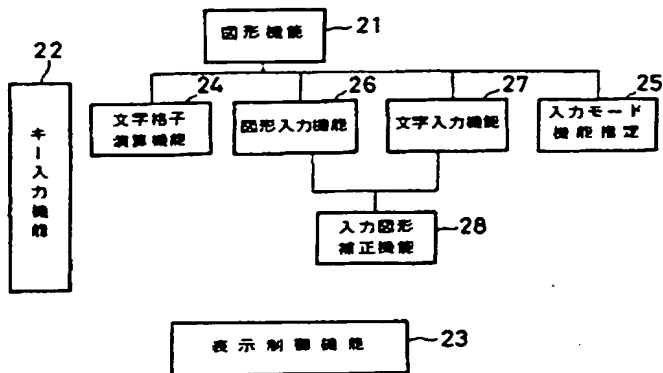 図形機能
21
22
24
26
27
25
キー入力機能
文字格子
演算機能
図形入力機能
文字入力機能
入力モード
機能指定
入力図形
補正機能
28
表示制御機能
23